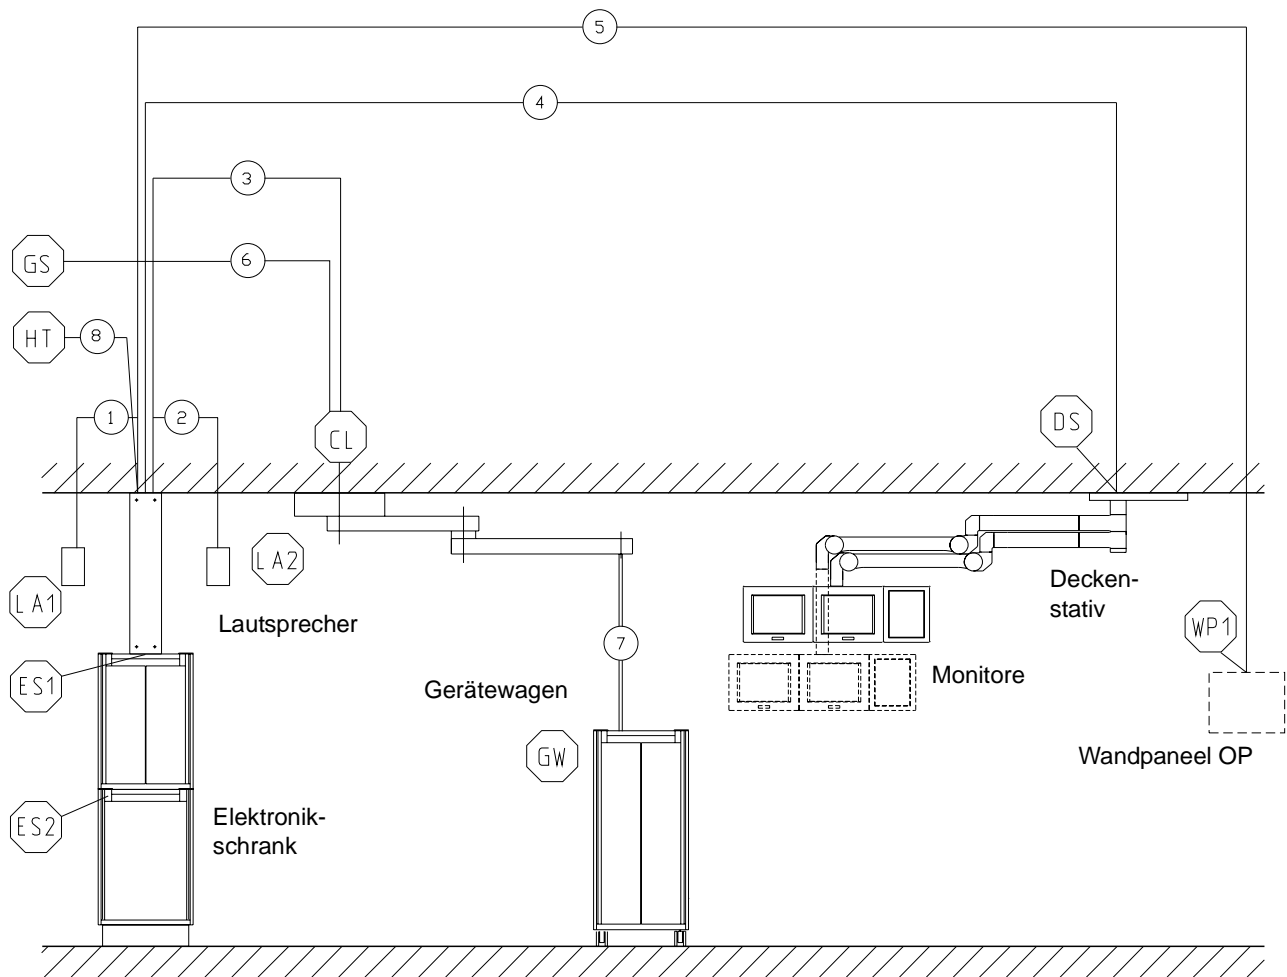 5
4
3
GS
6
HT
8
1
2
CL
DS
LA1
LA2
Lautsprecher
Decken-
stativ
WP1
7
ES1
Gerätewagen
Monitore
GW
Wandpaneel OP
ES2
Elektronik-
schrank